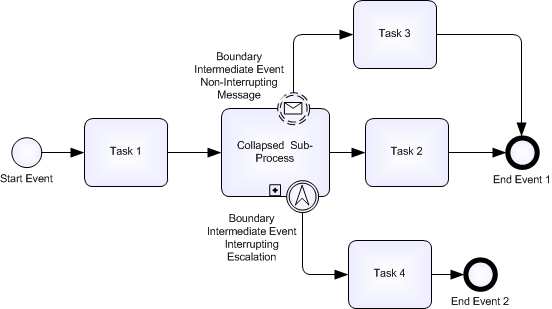 Task 3
Boundary
Intermediate Event
Non-Interrupting
Message
Start Event
Task 1
Collapsed Sub-
Process
Task 2
End Event 1
Boundary
Intermediate Event
Interrupting
Escalation
Task 4
End Event 2